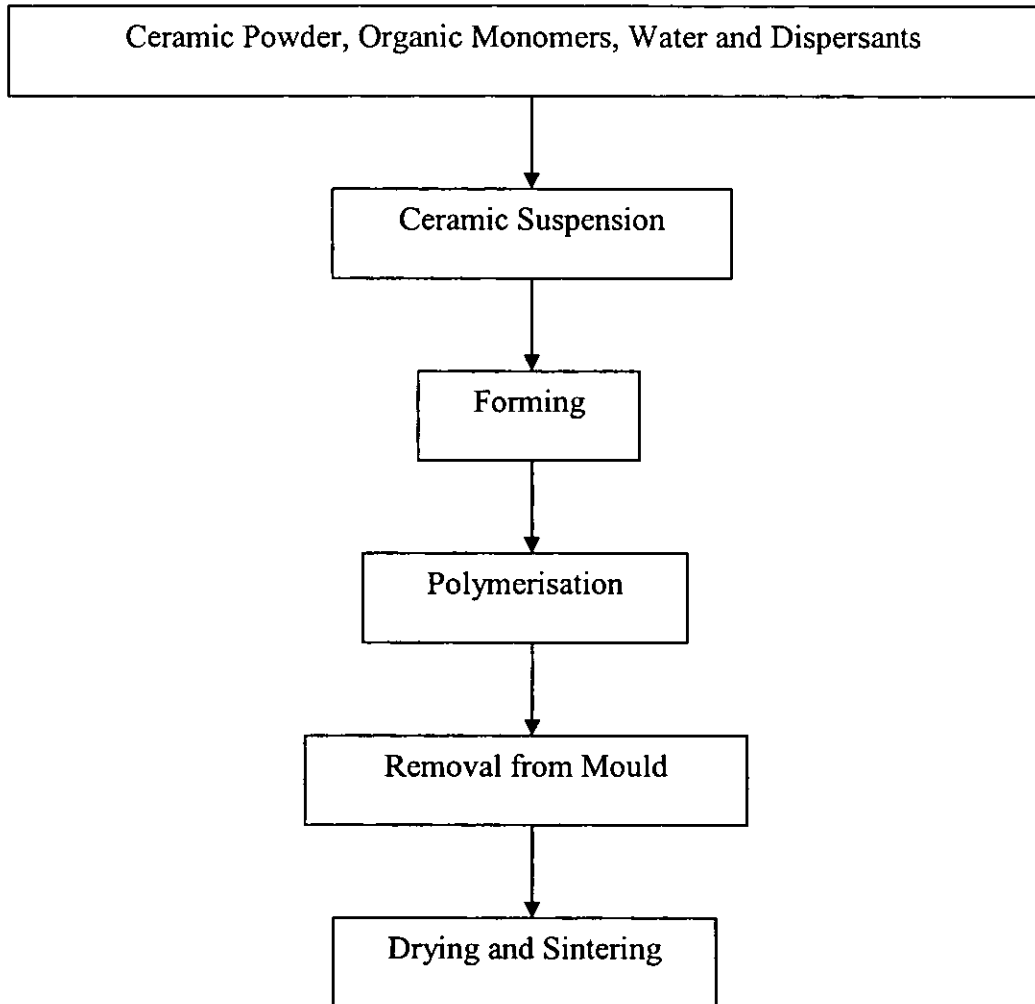 Ceramic Powder, Organic Monomers, Water and Dispersants
Ceramic Suspension
Forming
Polymerisation
Removal from Mould
Drying and Sintering